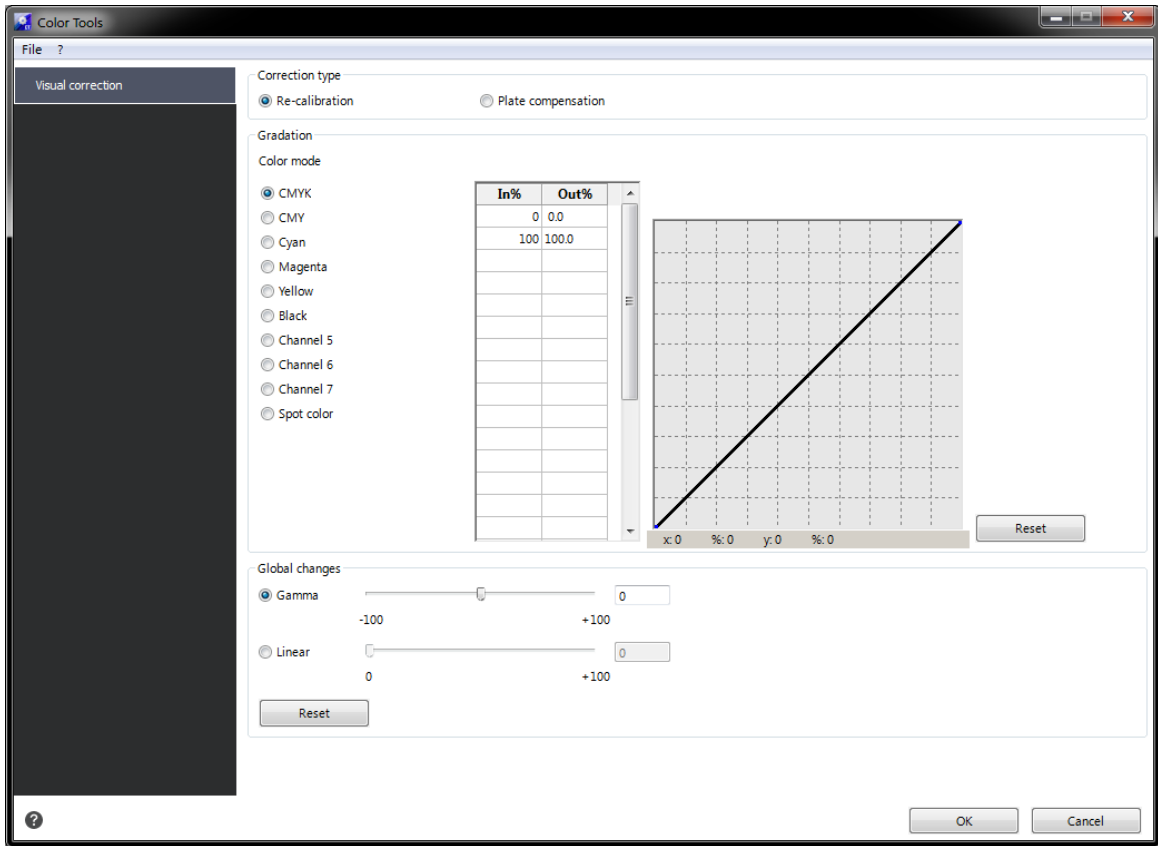 Color Tools
File ?
Visual correction
Correction type
Re-calibration Plate compensation
Gradation
Color mode
CMYK
CMY
Cyan
Magenta
Yellow
Black
Channel 5
Channel 6
Channel 7
Spot color
In% Out%
0 0.0
100 100.0
x: 0 %: 0 y: 0 %: 0
Reset
Global changes
Gamma 0
-100 +100
Linear 0
0 +100
Reset
? OK Cancel